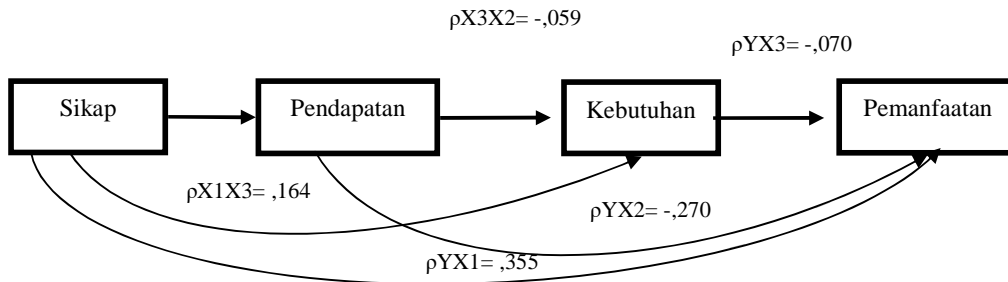 ρX3X2= -,059
ρYX3= -,070
Sikap
Pendapatan
Kebutuhan
Pemanfaatan
ρX1X3= ,164
ρYX2= -,270
ρYX1= ,355